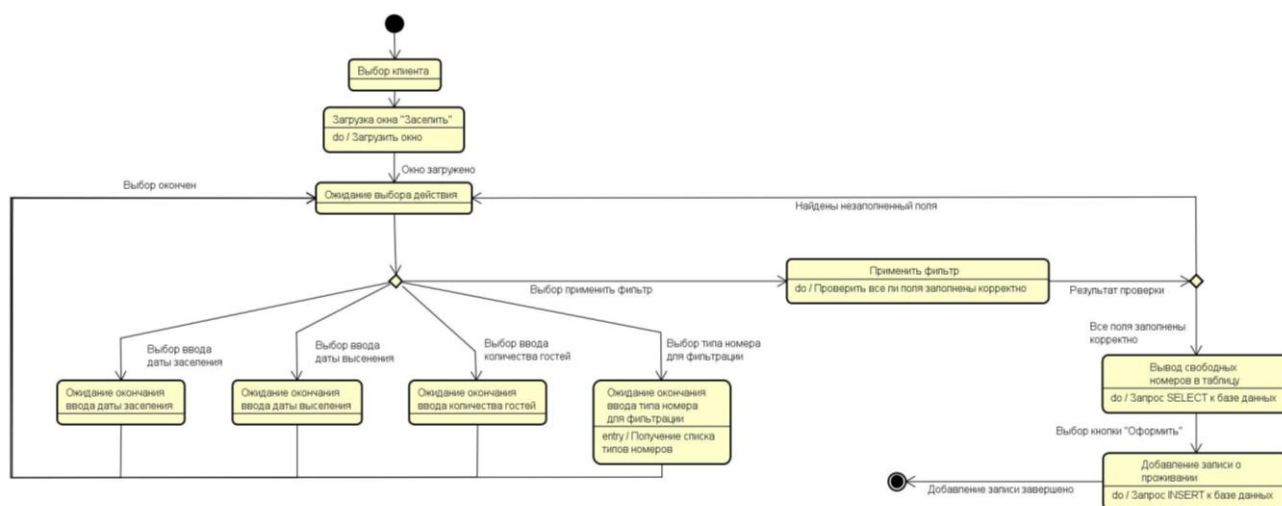 Выбор клиента
Загрузка окна "Заселить"
do / Загрузить окно
Окно загружено
Выбор окончен
Ожидание выбора действия
Найдены незаполненный поля
Применить фильтр
do / Проверить все ли поля заполнены корректно
Выбор применить фильтр
Результат проверки
Выбор ввода
даты заселения
Выбор ввода
даты высенения
Выбор ввода
количества гостей
Выбор типа номера
для фильтрации
Все поля заполнены
корректно
Ожидание окончания
ввода даты заселения
Ожидание окончания
ввода даты выселения
Ожидание окончания
ввода количества гостей
Ожидание окончания
ввода типа номера
для фильтрации
entry / Получение списка
типов номеров
Вывод свободных
номеров в таблицу
do / Запрос SELECT к базе данных
Выбор кнопки "Оформить"
Добавление записи о
проживании
do / Запрос INSERT к базе данных
Добавление записи завершено